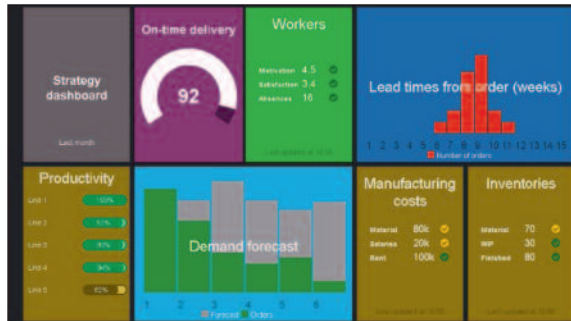 Strategy
dashboard
Last month
On-time delivery
92
Workers
Motivation 4.5
Satisfaction 3.4
Absences 16
Lead times from order (weeks)
1 2 3 4 5 6 7 8 9 10 11 12 13 14 15
Number of orders
Productivity
Line 1
Line 2
Line 3
Line 4
Line 5
Demand forecast
1 2 3 4 5 6
Forecast Orders
Manufacturing
costs
Material 80k
Salaries 20k
Rent 100k
Inventories
Material 70
WIP 30
Finished 80